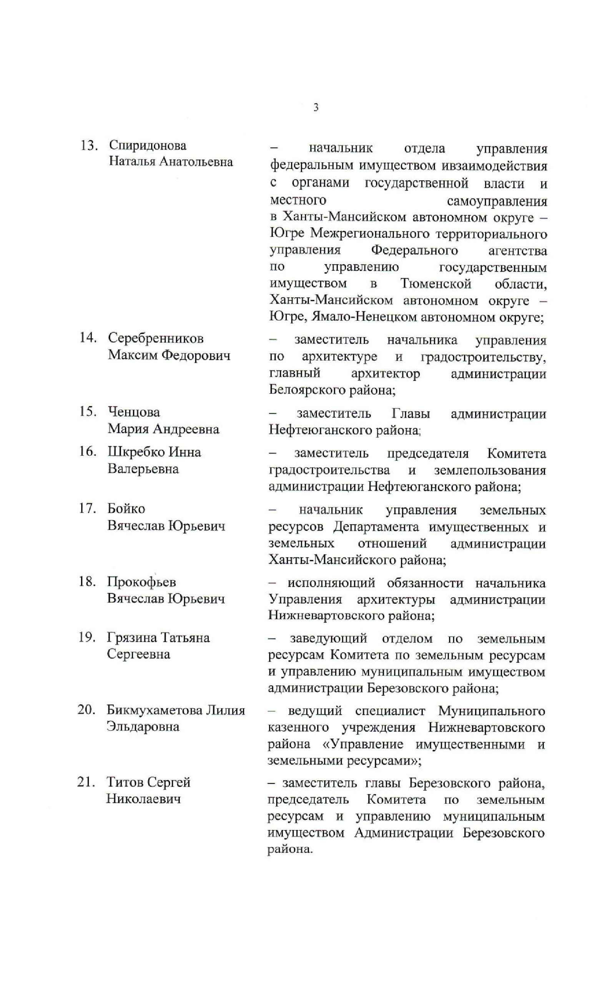 3
13. Спиридонова
Наталья Анатольевна
– начальник отдела управления
федеральным имуществом ивзаимодействия
с органами государственной власти и
местного самоуправления
в Ханты-Мансийском автономном округе –
Югре Межрегионального территориального
управления Федерального агентства
по управлению государственным
имуществом в Тюменской области,
Ханты-Мансийском автономном округе –
Югре, Ямало-Ненецком автономном округе;
14. Серебренников
Максим Федорович
– заместитель начальника управления
по архитектуре и градостроительству,
главный архитектор администрации
Белоярского района;
15. Ченцова
Мария Андреевна
– заместитель Главы администрации
Нефтеюганского района;
16. Шкребко Инна
Валерьевна
– заместитель председателя Комитета
градостроительства и землепользования
администрации Нефтеюганского района;
17. Бойко
Вячеслав Юрьевич
– начальник управления земельных
ресурсов Департамента имущественных и
земельных отношений администрации
Ханты-Мансийского района;
18. Прокофьев
Вячеслав Юрьевич
– исполняющий обязанности начальника
Управления архитектуры администрации
Нижневартовского района;
19. Грязина Татьяна
Сергеевна
– заведующий отделом по земельным
ресурсам Комитета по земельным ресурсам
и управлению муниципальным имуществом
администрации Березовского района;
20. Бикмухаметова Лилия
Эльдаровна
– ведущий специалист Муниципального
казенного учреждения Нижневартовского
района «Управление имущественными и
земельными ресурсами»;
21. Титов Сергей
Николаевич
– заместитель главы Березовского района,
председатель Комитета по земельным
ресурсам и управлению муниципальным
имуществом Администрации Березовского
района.